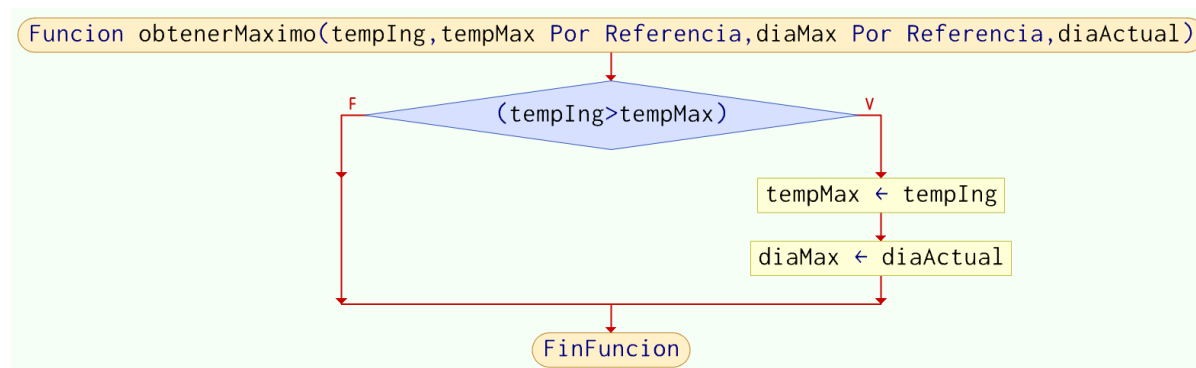 Funcion obtenerMaximo(tempIng,tempMax Por Referencia,diaMax Por Referencia,diaActual)
F
V
(tempIng>tempMax)
tempMax ← tempIng
diaMax ← diaActual
FinFuncion